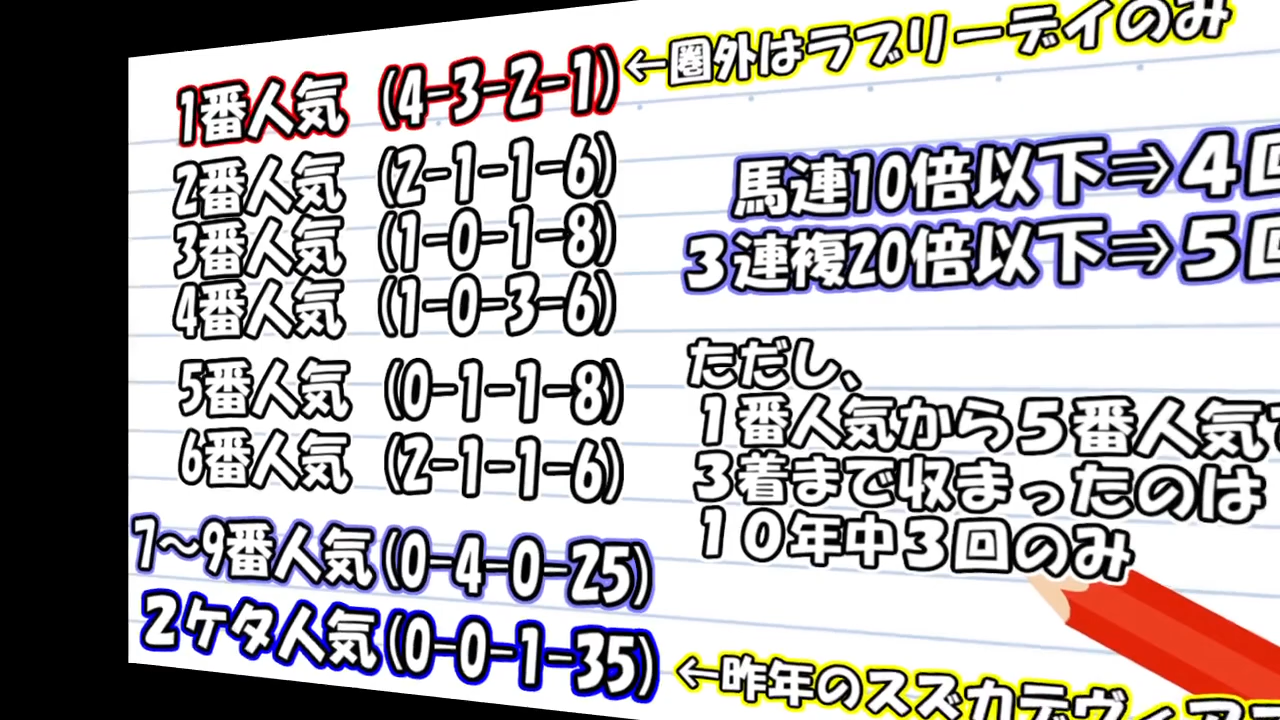 1番人気 (4-3-2-1) ←圏外はラブリーデイのみ
2番人気 (2-1-1-6)
3番人気 (1-0-1-8)
4番人気 (1-0-3-6)
5番人気 (0-1-1-8)
6番人気 (2-1-1-6)
7～9番人気(0-4-0-25)
2ケタ人気(0-0-1-35) ←昨年のスズカデヴィアス
馬連10倍以下⇒４回
３連複20倍以下⇒５回
ただし、
１番人気から５番人気で
３着まで収まったのは
１０年中３回のみ